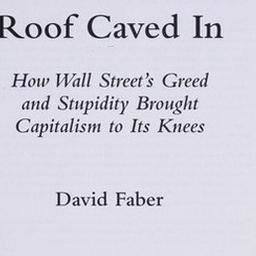 Roof Caved In
How Wall Street's Greed
and Stupidity Brought
Capitalism to Its Knees
David Faber